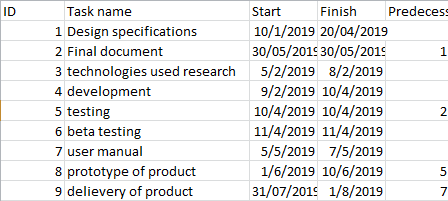 ID Task name Start Finish Predecess
1 Design specifications 10/1/2019 20/04/2019
2 Final document 30/05/2019 30/05/2019 1
3 technologies used research 5/2/2019 8/2/2019
4 development 9/2/2019 10/4/2019
5 testing 10/4/2019 10/4/2019 2
6 beta testing 11/4/2019 11/4/2019
7 user manual 5/5/2019 7/5/2019
8 prototype of product 1/6/2019 10/6/2019 5
9 delievery of product 31/07/2019 1/8/2019 7